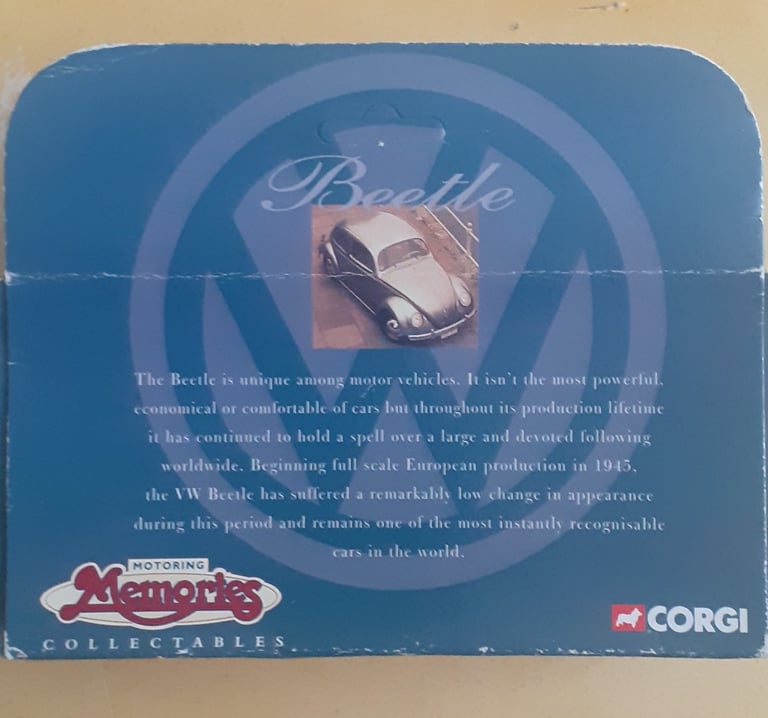 Beetle
The Beetle is unique among motor vehicles. It isn't the most powerful,
economical or comfortable of cars but throughout its production lifetime
it has continued to hold a spell over a large and devoted following
worldwide. Beginning full scale European production in 1945,
the VW Beetle has suffered a remarkably low change in appearance
during this period and remains one of the most instantly recognisable
cars in the world.
MOTORING
Memories
COLLECTABLES
CORGI